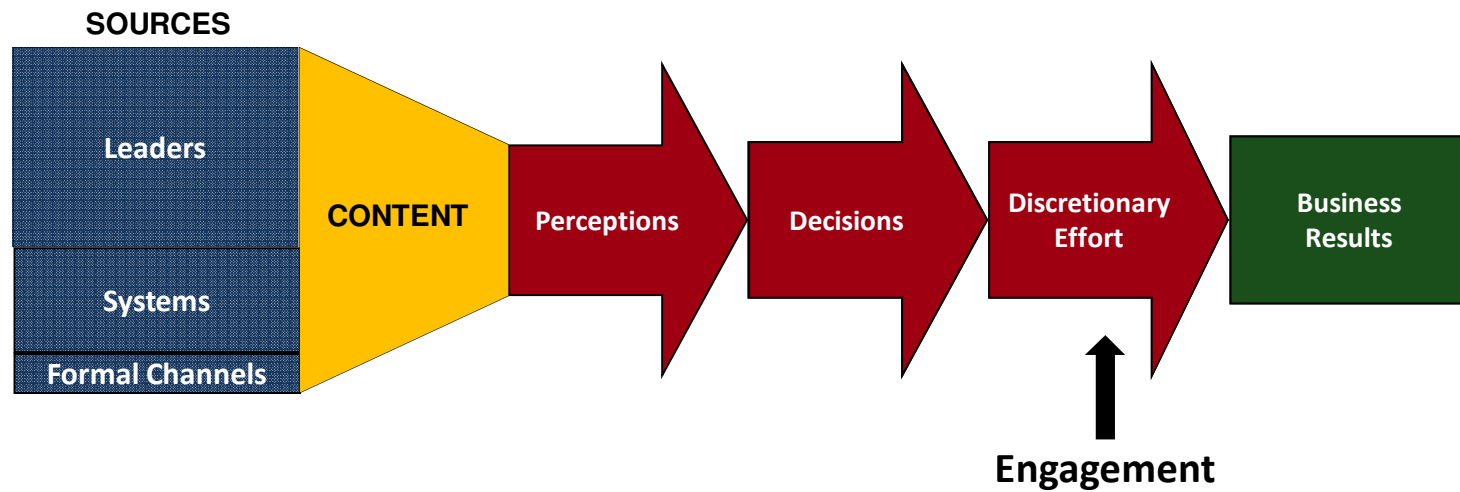 SOURCES
Leaders
Systems
Formal Channels
CONTENT
Perceptions
Decisions
Discretionary
Effort
Business
Results
Engagement